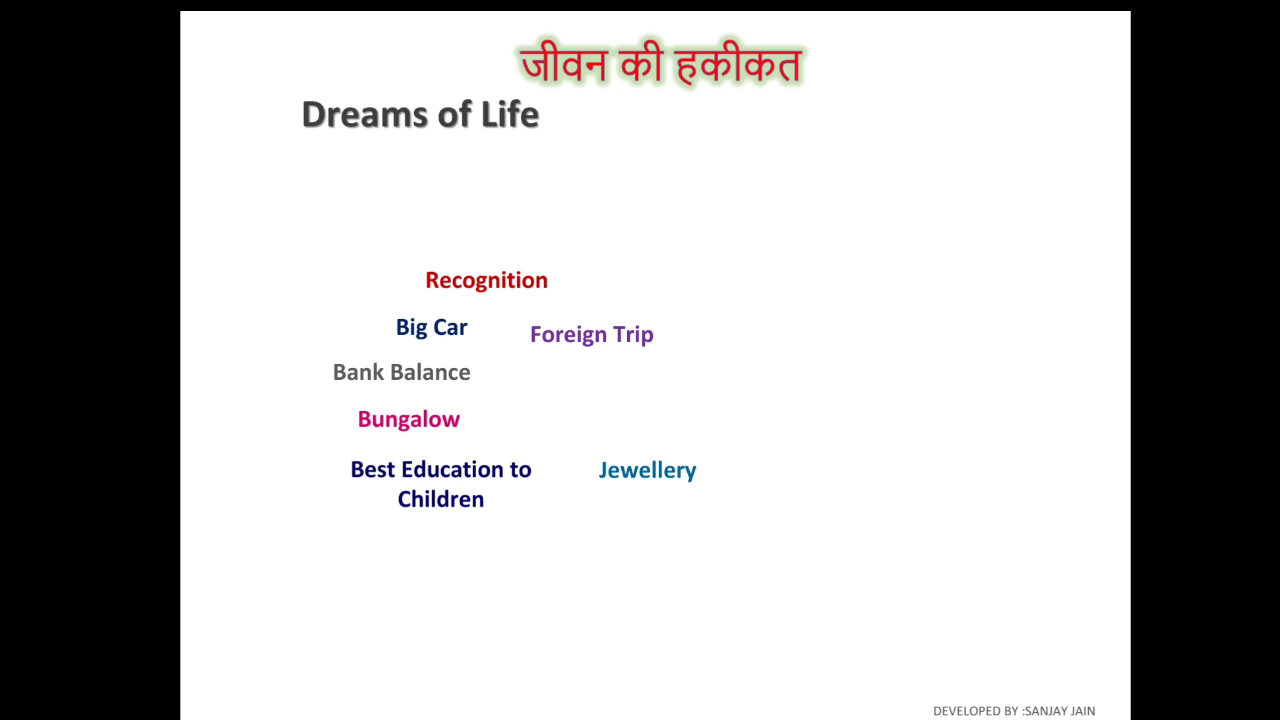 जीवन की हकीकत
Dreams of Life
Recognition
Big Car
Foreign Trip
Bank Balance
Bungalow
Best Education to
Children
Jewellery
DEVELOPED BY :SANJAY JAIN